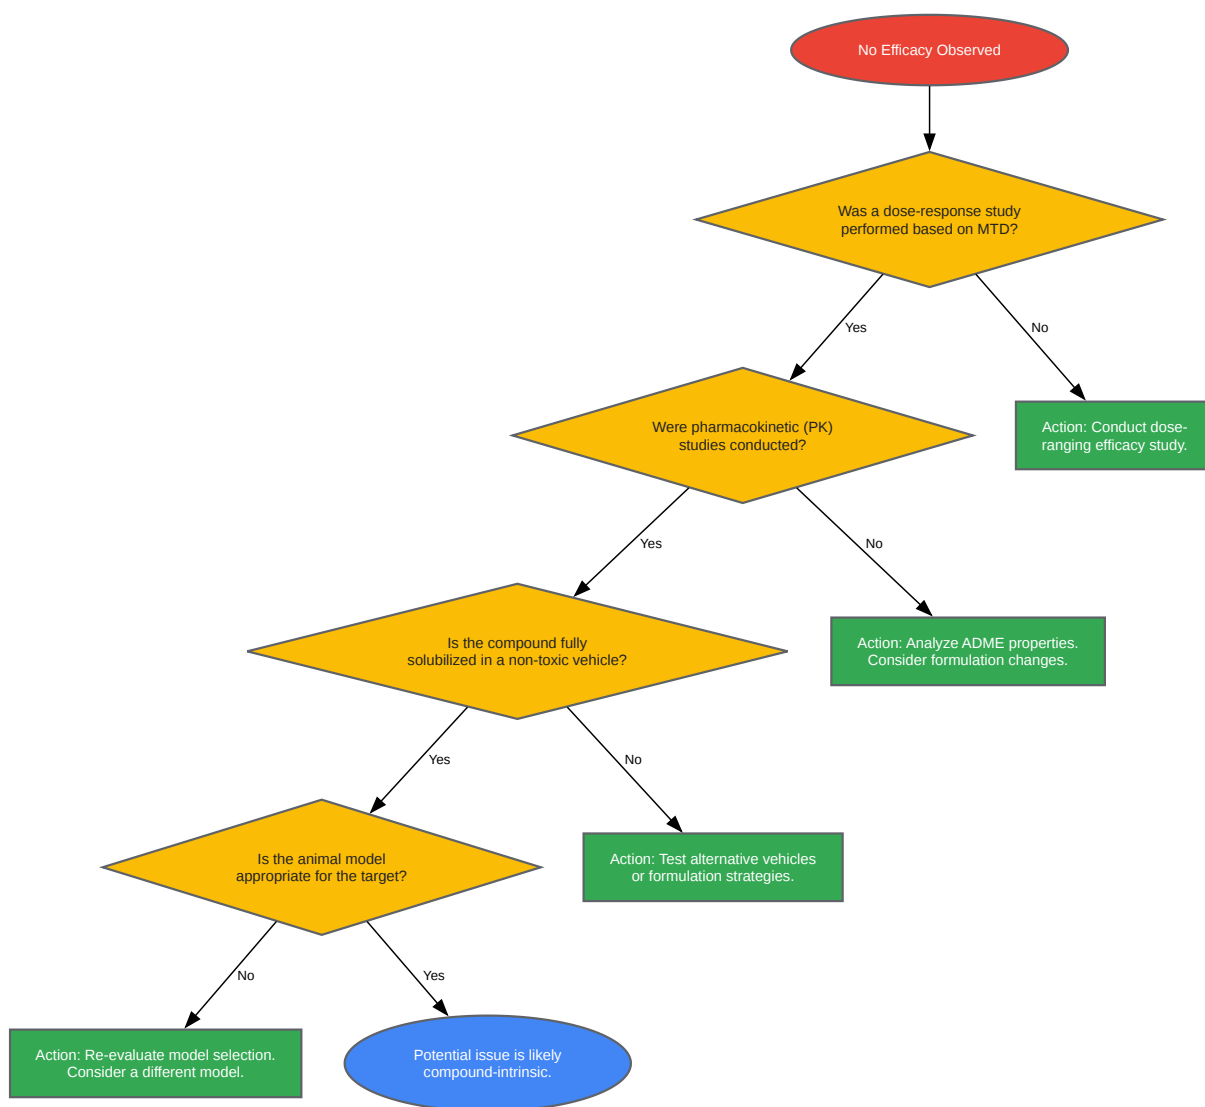 No Efficacy Observed
Was a dose-response study
performed based on MTD?
Yes
No
Were pharmacokinetic (PK)
studies conducted?
Action: Conduct dose-
ranging efficacy study.
Yes
No
Is the compound fully
solubilized in a non-toxic vehicle?
Action: Analyze ADME properties.
Consider formulation changes.
Yes
No
Is the animal model
appropriate for the target?
Action: Test alternative vehicles
or formulation strategies.
No
Yes
Action: Re-evaluate model selection.
Consider a different model.
Potential issue is likely
compound-intrinsic.